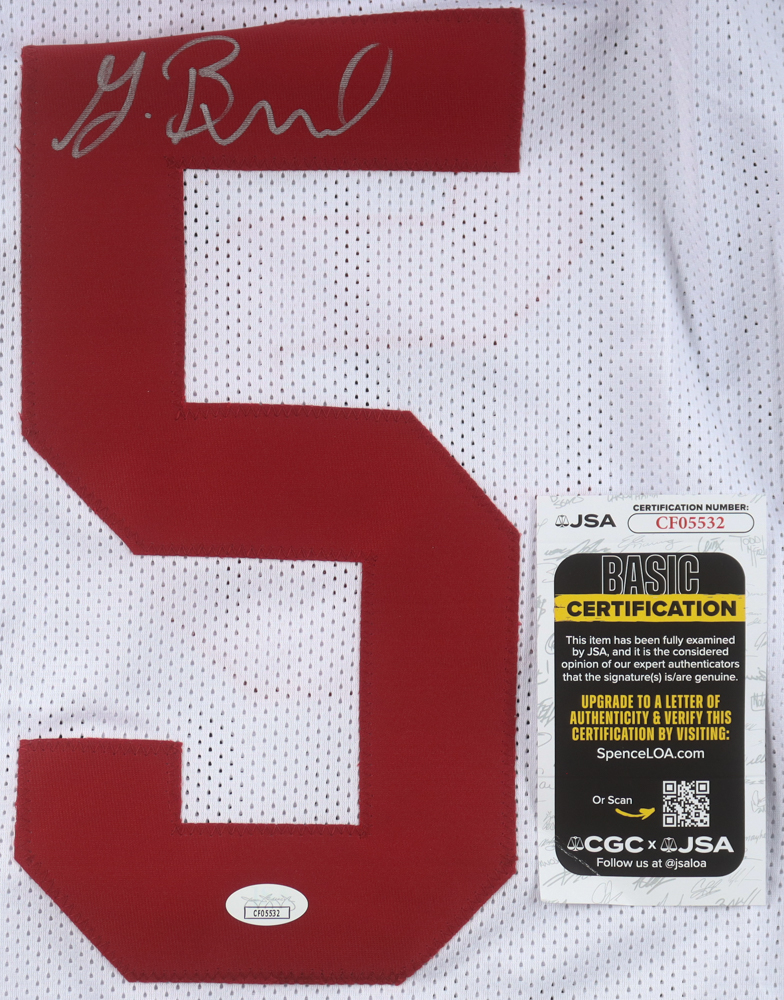 G. Bernard
5
CF05532
JSA
CERTIFICATION NUMBER:
CF05532
BASIC
CERTIFICATION
This item has been fully examined
by JSA, and it is the considered
opinion of our expert authenticators
that the signature(s) is/are genuine.
UPGRADE TO A LETTER OF
AUTHENTICITY & VERIFY THIS
CERTIFICATION BY VISITING:
SpenceLOA.com
Or Scan
CGC x JSA
Follow us at @jsaloa